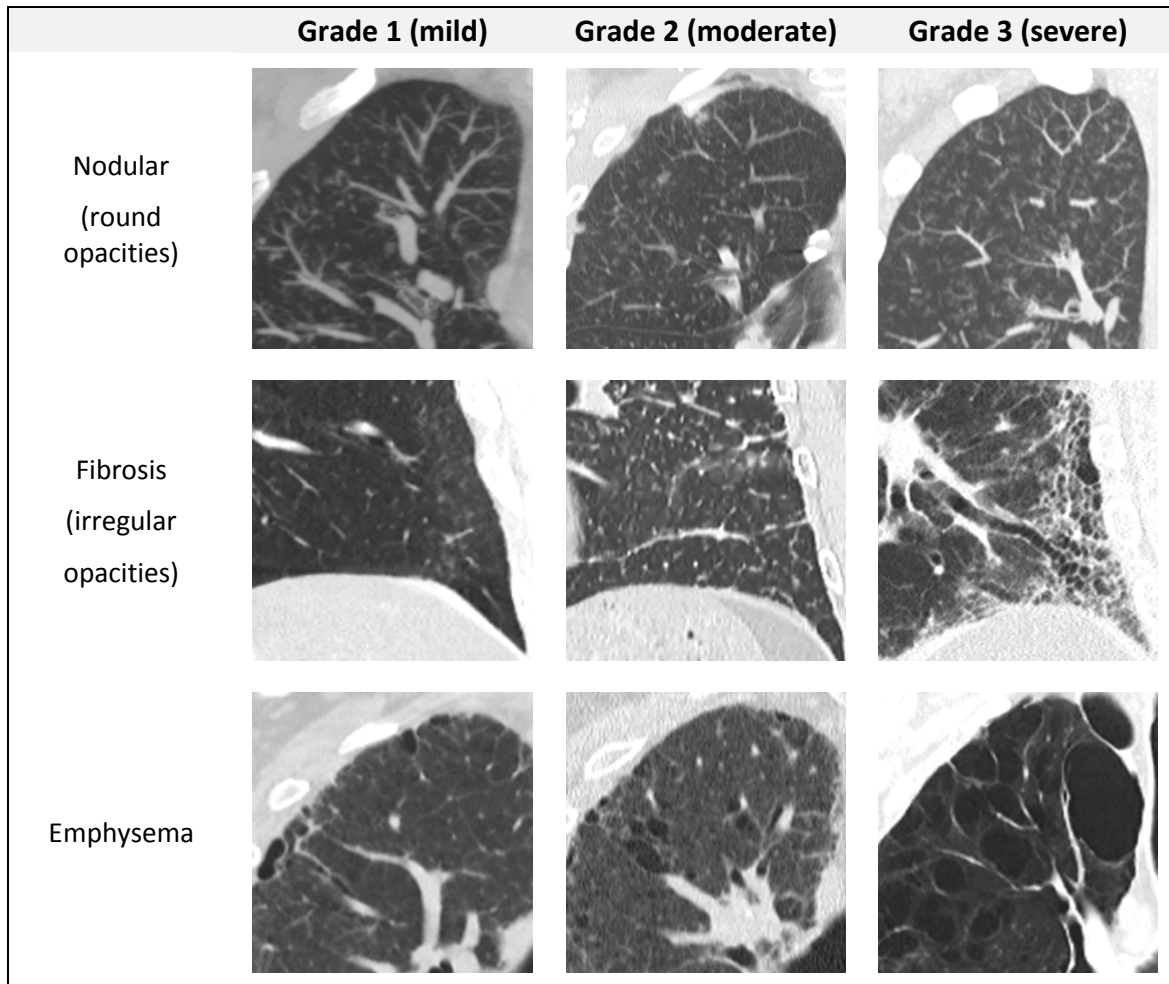 Grade 1 (mild) Grade 2 (moderate) Grade 3 (severe)
Nodular
(round
opacities)
Fibrosis
(irregular
opacities)
Emphysema